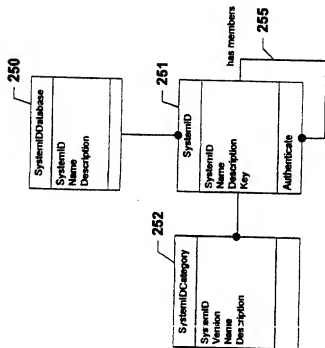 250
SystemIDDatabase
SystemID
Name
Description
251
SystemID
SystemID
Name
Description
Key
Authenticate
has members
255
252
SystemIDCategory
SystemID
Version
Name
Description